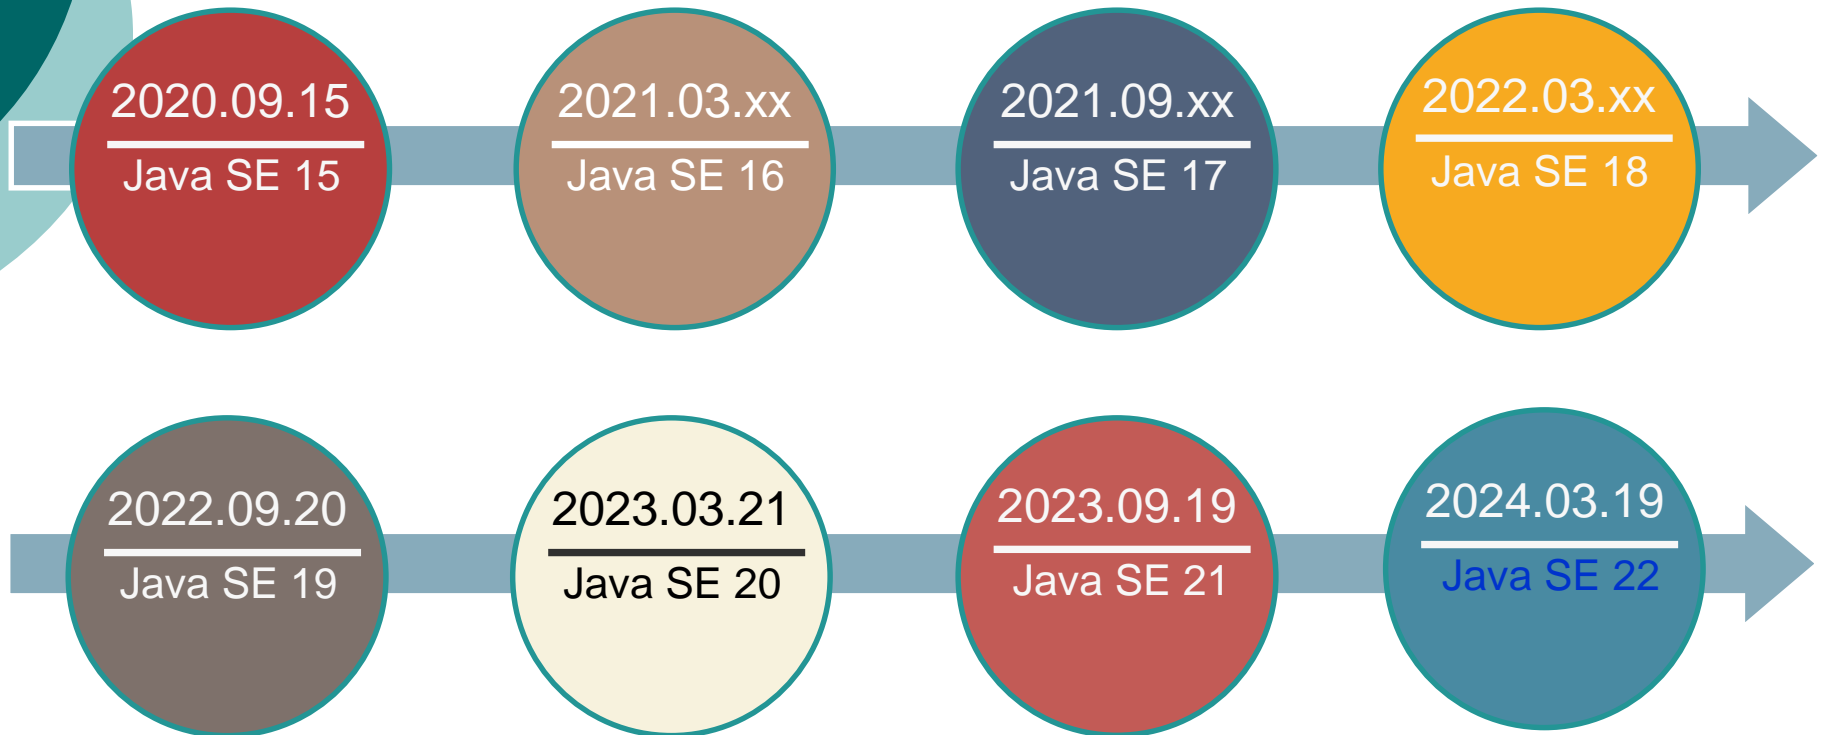 2020.09.15
Java SE 15
2021.03.xx
Java SE 16
2021.09.xx
Java SE 17
2022.03.xx
Java SE 18
2022.09.20
Java SE 19
2023.03.21
Java SE 20
2023.09.19
Java SE 21
2024.03.19
Java SE 22